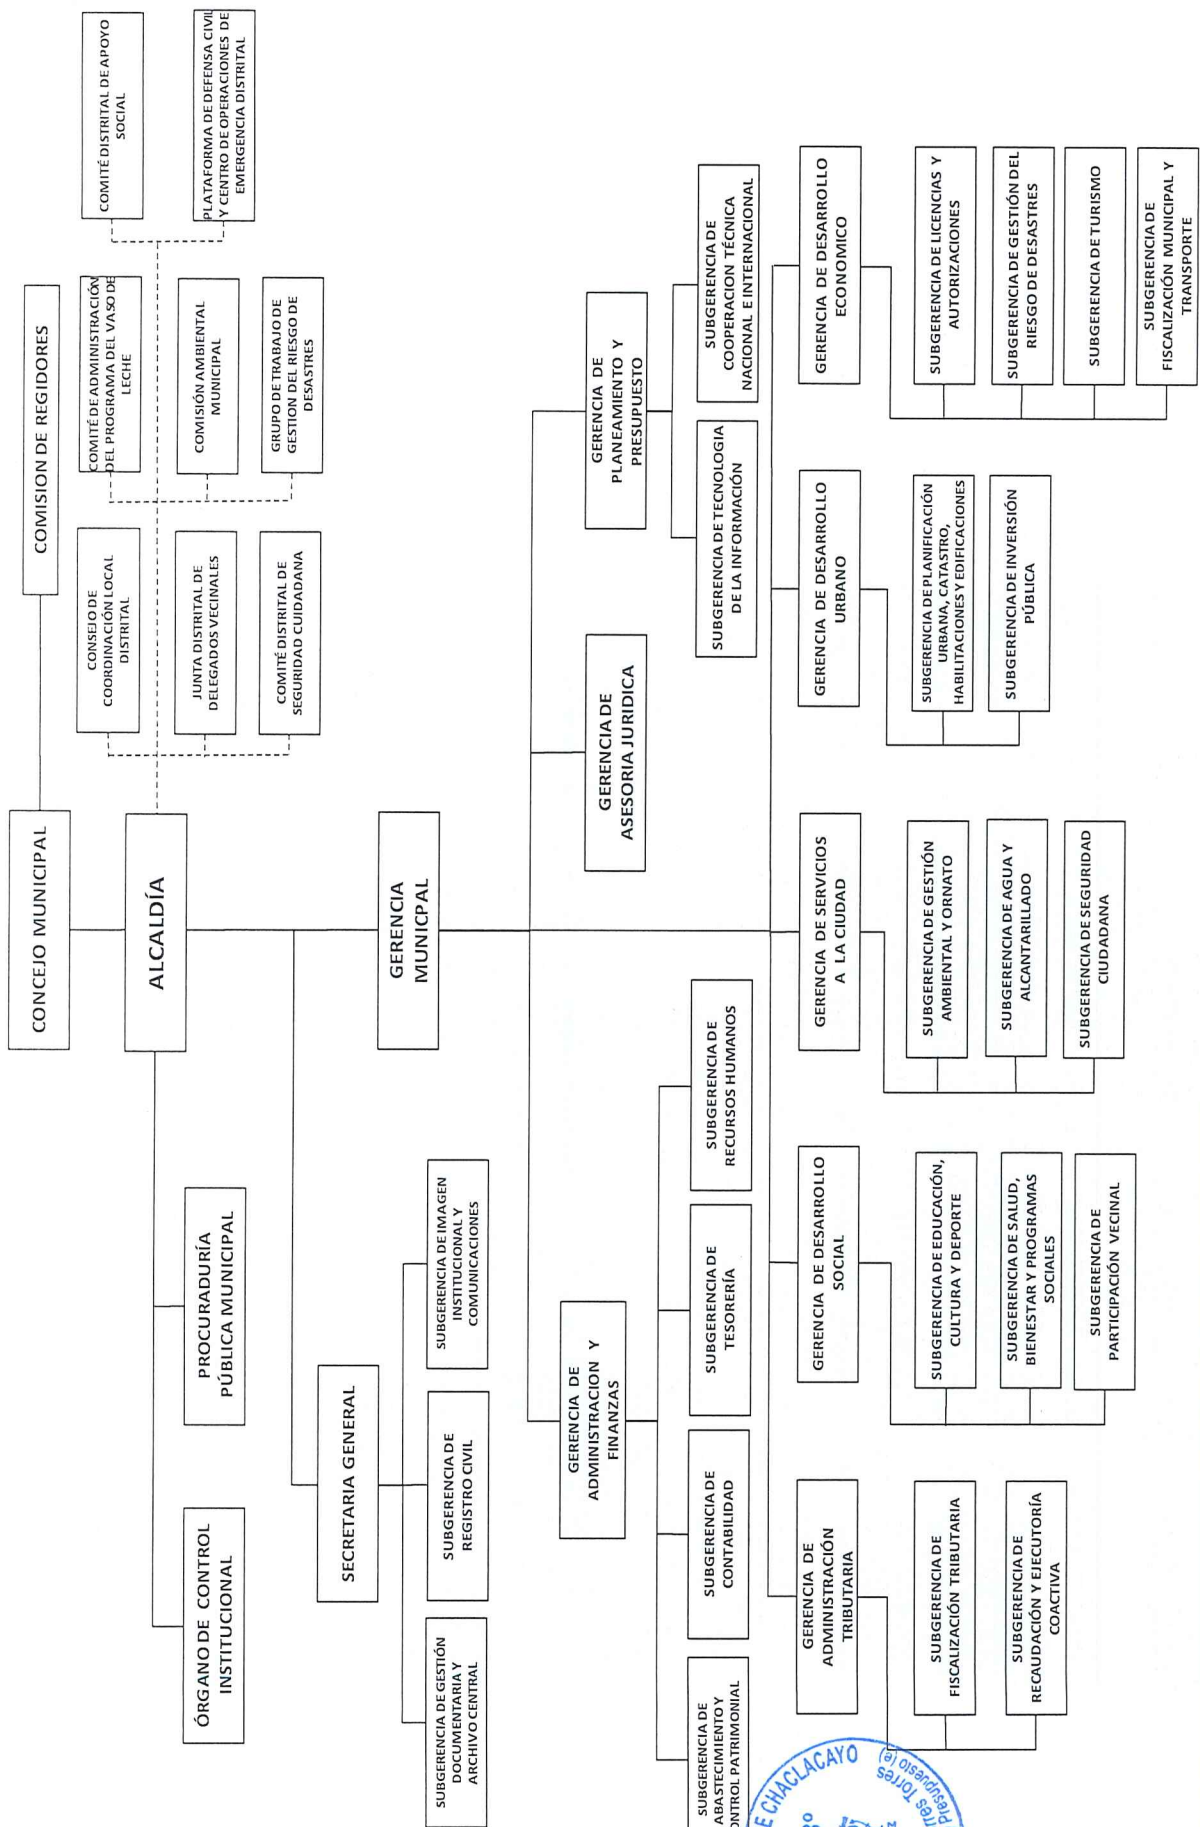 CONCEJO MUNICIPAL
COMISION DE REGIDORES
ALCALDÍA
CONSEJO DE
COORDINACIÓN LOCAL
DISTRITAL
JUNTA DISTRITAL DE
DELEGADOS VECINALES
COMITÉ DISTRITAL DE
SEGURIDAD CUIDADANA
COMITÉ DE ADMINISTRACIÓN
DEL PROGRAMA DEL VASO DE
LECHE
COMISIÓN AMBIENTAL
MUNICIPAL
GRUPO DE TRABAJO DE
GESTION DEL RIESGO DE
DESASTRES
COMITÉ DISTRITAL DE APOYO
SOCIAL
PLATAFORMA DE DEFENSA CIVIL
Y CENTRO DE OPERACIONES DE
EMERGENCIA DISTRITAL
ÓRGANO DE CONTROL
INSTITUCIONAL
PROCURADURÍA
PÚBLICA MUNICIPAL
SECRETARIA GENERAL
SUBGERENCIA DE GESTIÓN
DOCUMENTARIA Y
ARCHIVO CENTRAL
SUBGERENCIA DE
REGISTRO CIVIL
SUBGERENCIA DE IMAGEN
INSTITUCIONAL Y
COMUNICACIONES
GERENCIA
MUNICPAL
GERENCIA DE
ADMINISTRACION Y
FINANZAS
GERENCIA DE
ASESORIA JURIDICA
GERENCIA DE
PLANEAMIENTO Y
PRESUPUESTO
SUBGERENCIA DE
ABASTECIMIENTO Y
ONTROL PATRIMONIAL
SUBGERENCIA DE
CONTABILIDAD
SUBGERENCIA DE
TESORERÍA
SUBGERENCIA DE
RECURSOS HUMANOS
SUBGERENCIA DE TECNOLOGIA
DE LA INFORMACIÓN
SUBGERENCIA DE
COOPERACION TÉCNICA
NACIONAL E INTERNACIONAL
GERENCIA DE
ADMINISTRACIÓN
TRIBUTARIA
SUBGERENCIA DE
FISCALIZACIÓN TRIBUTARIA
SUBGERENCIA DE
RECAUDACIÓN Y EJECUTORÍA
COACTIVA
GERENCIA DE DESARROLLO
SOCIAL
SUBGERENCIA DE EDUCACIÓN,
CULTURA Y DEPORTE
SUBGERENCIA DE SALUD,
BIENESTAR Y PROGRAMAS
SOCIALES
SUBGERENCIA DE
PARTICIPACIÓN VECINAL
GERENCIA DE SERVICIOS
A LA CIUDAD
SUBGERENCIA DE GESTIÓN
AMBIENTAL Y ORNATO
SUBGERENCIA DE AGUA Y
ALCANTARILLADO
SUBGERENCIA DE SEGURIDAD
CIUDADANA
GERENCIA DE DESARROLLO
URBANO
SUBGERENCIA DE PLANIFICACIÓN
URBANA, CATASTRO,
HABILITACIONES Y EDIFICACIONES
SUBGERENCIA DE INVERSIÓN
PÚBLICA
GERENCIA DE DESARROLLO
ECONOMICO
SUBGERENCIA DE LICENCIAS Y
AUTORIZACIONES
SUBGERENCIA DE GESTIÓN DEL
RIESGO DE DESASTRES
SUBGERENCIA DE TURISMO
SUBGERENCIA DE
FISCALIZACIÓN MUNICIPAL Y
TRANSPORTE
E CHACLACAYO
Torres
Presupuesto (e)